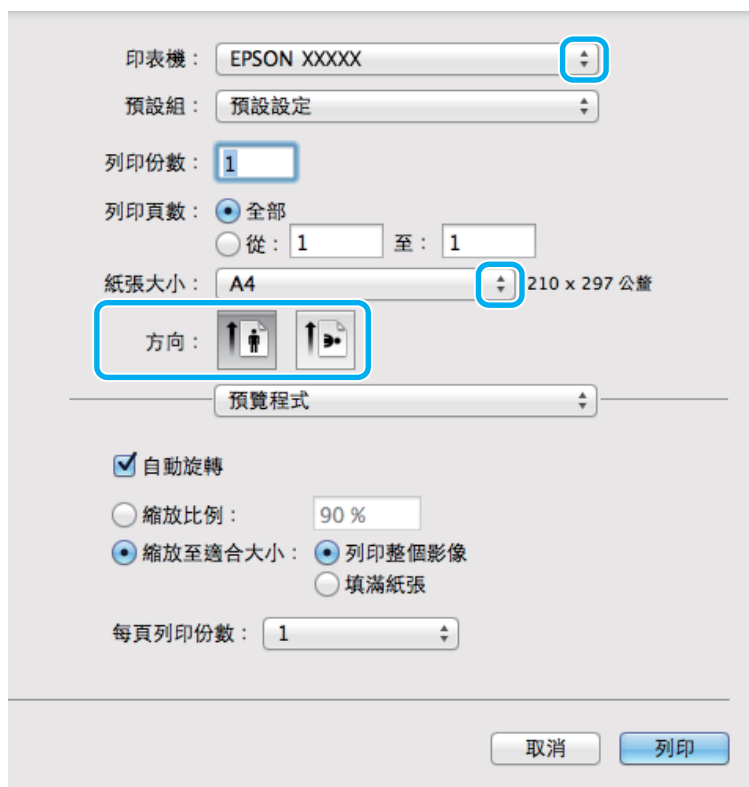 印表機： EPSON XXXXX
預設組： 預設設定
列印份數： 1
列印頁數： 全部
從： 1 至： 1
紙張大小： A4 210 x 297 公釐
方向：
預覽程式
自動旋轉
縮放比例： 90 %
縮放至適合大小： 列印整個影像
填滿紙張
每頁列印份數： 1
取消 列印